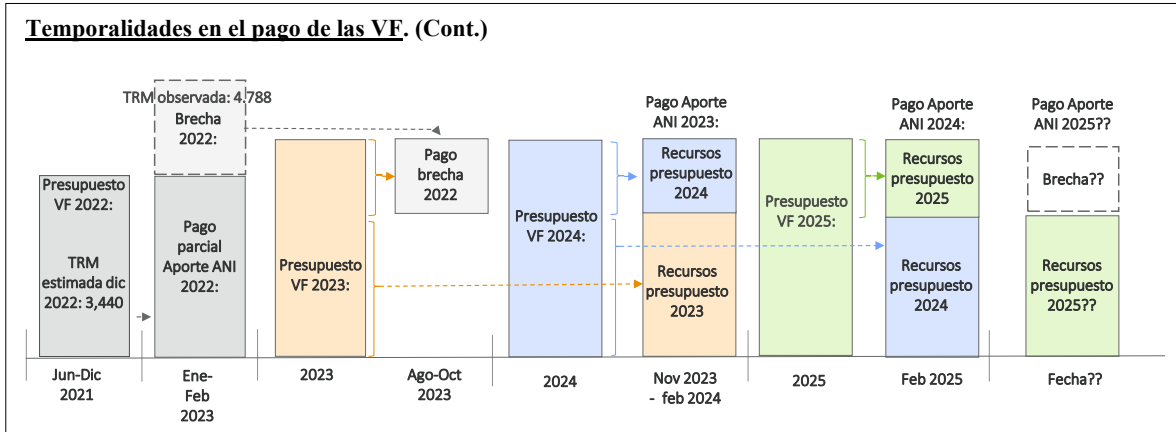 Temporalidades en el pago de las VF. (Cont.)
TRM observada: 4.788
Brecha
2022:
Presupuesto
VF 2022:
TRM
estimada dic
2022: 3,440
Pago
parcial
Aporte ANI
2022:
Presupuesto
VF 2023:
Pago
brecha
2022
Presupuesto
VF 2024:
Pago Aporte
ANI 2023:
Recursos
presupuesto
2024
Recursos
presupuesto
2023
Presupuesto
VF 2025:
Pago Aporte
ANI 2024:
Recursos
presupuesto
2025
Recursos
presupuesto
2024
Pago Aporte
ANI 2025??
Brecha??
Recursos
presupuesto
2025??
Jun-Dic
2021
Ene-
Feb
2023
2023
Ago-Oct
2023
2024
Nov 2023
- feb 2024
2025
Feb 2025
Fecha??